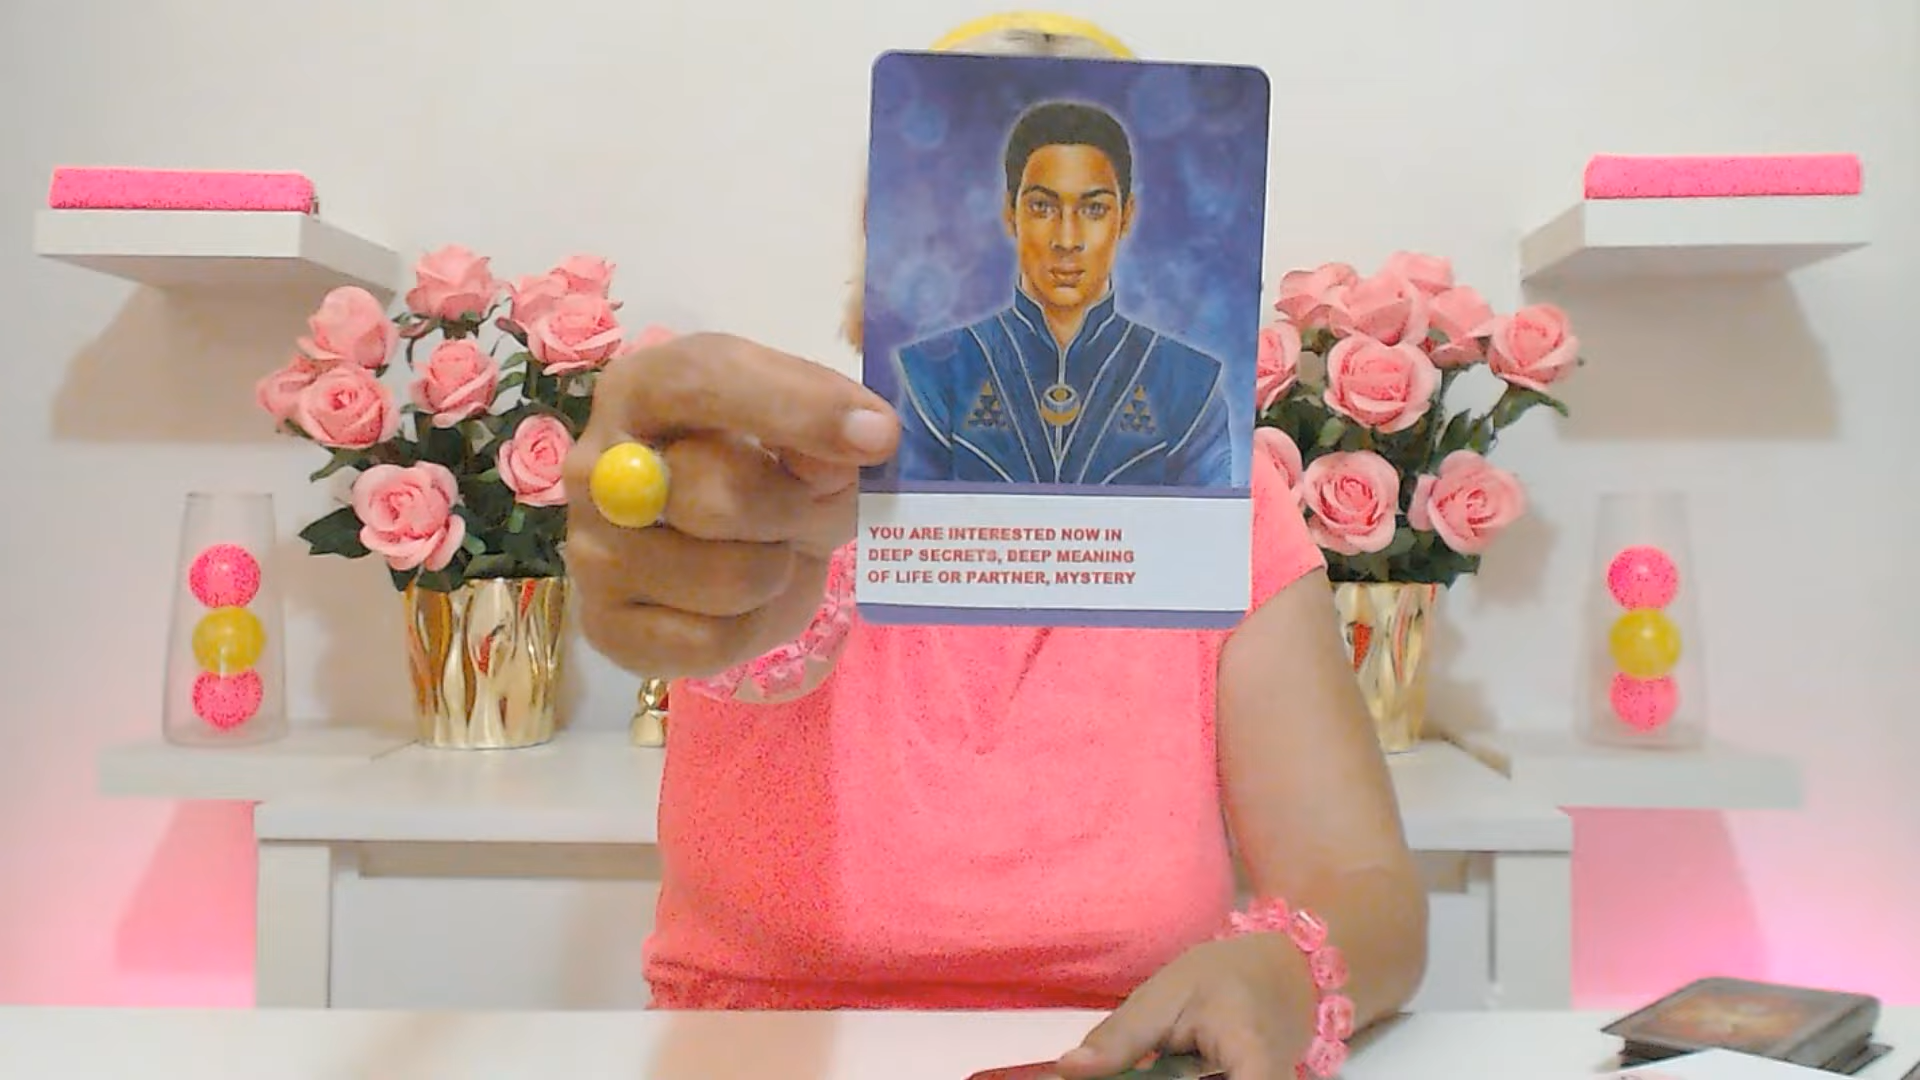 YOU ARE INTERESTED NOW IN
DEEP SECRETS, DEEP MEANING
OF LIFE OR PARTNER, MYSTERY